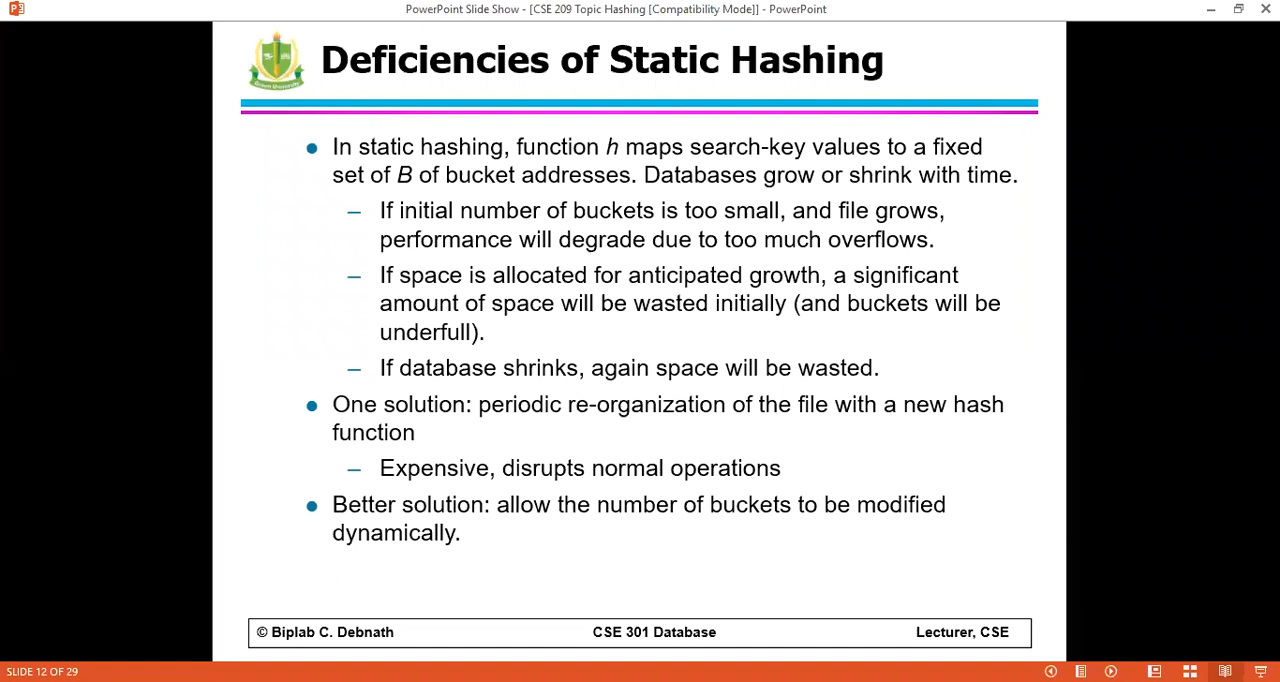 PowerPoint Slide Show - [CSE 209 Topic Hashing [Compatibility Mode]] - PowerPoint
Deficiencies of Static Hashing
● In static hashing, function h maps search-key values to a fixed
set of B of bucket addresses. Databases grow or shrink with time.
– If initial number of buckets is too small, and file grows,
performance will degrade due to too much overflows.
– If space is allocated for anticipated growth, a significant
amount of space will be wasted initially (and buckets will be
underfull).
– If database shrinks, again space will be wasted.
● One solution: periodic re-organization of the file with a new hash
function
– Expensive, disrupts normal operations
● Better solution: allow the number of buckets to be modified
dynamically.
© Biplab C. Debnath CSE 301 Database Lecturer, CSE
SLIDE 12 OF 29